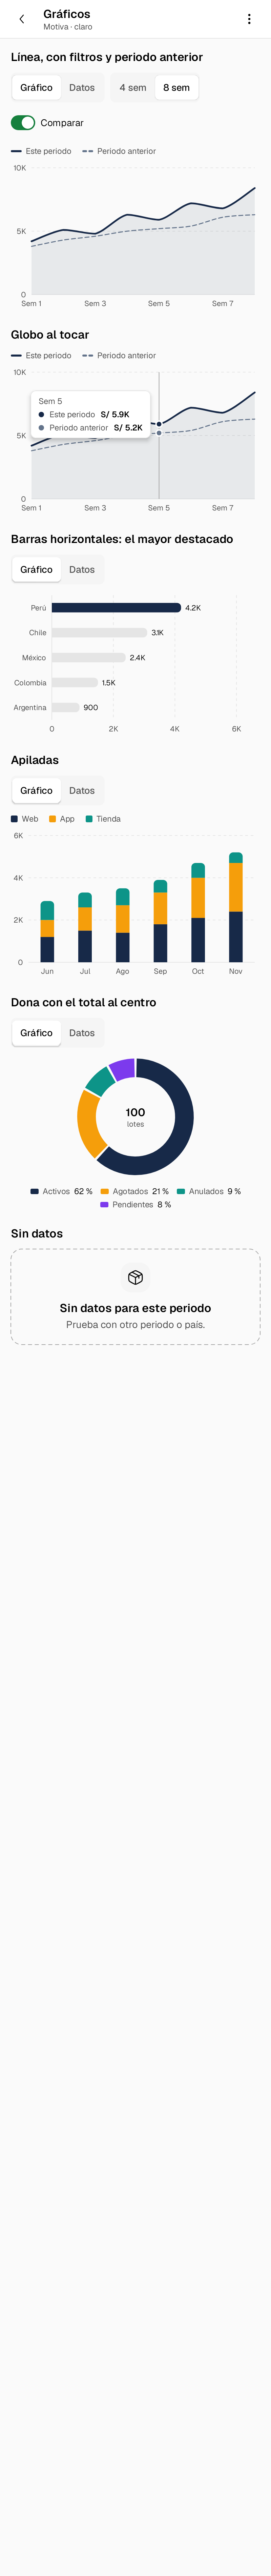 Gráficos
Motiva · claro
Línea, con filtros y periodo anterior
Gráfico Datos 4 sem 8 sem
Comparar
Este periodo Periodo anterior
10K
5K
0
Sem 1 Sem 3 Sem 5 Sem 7
Globo al tocar
Este periodo Periodo anterior
10K
Sem 5
Este periodo S/ 5.9K
Periodo anterior S/ 5.2K
5K
0
Sem 1 Sem 3 Sem 5 Sem 7
Barras horizontales: el mayor destacado
Gráfico Datos
Perú 4.2K
Chile 3.1K
México 2.4K
Colombia 1.5K
Argentina 900
0 2K 4K 6K
Apiladas
Gráfico Datos
Web App Tienda
6K
4K
2K
0
Jun Jul Ago Sep Oct Nov
Dona con el total al centro
Gráfico Datos
100
lotes
Activos 62 % Agotados 21 % Anulados 9 %
Pendientes 8 %
Sin datos
Sin datos para este periodo
Prueba con otro periodo o país.